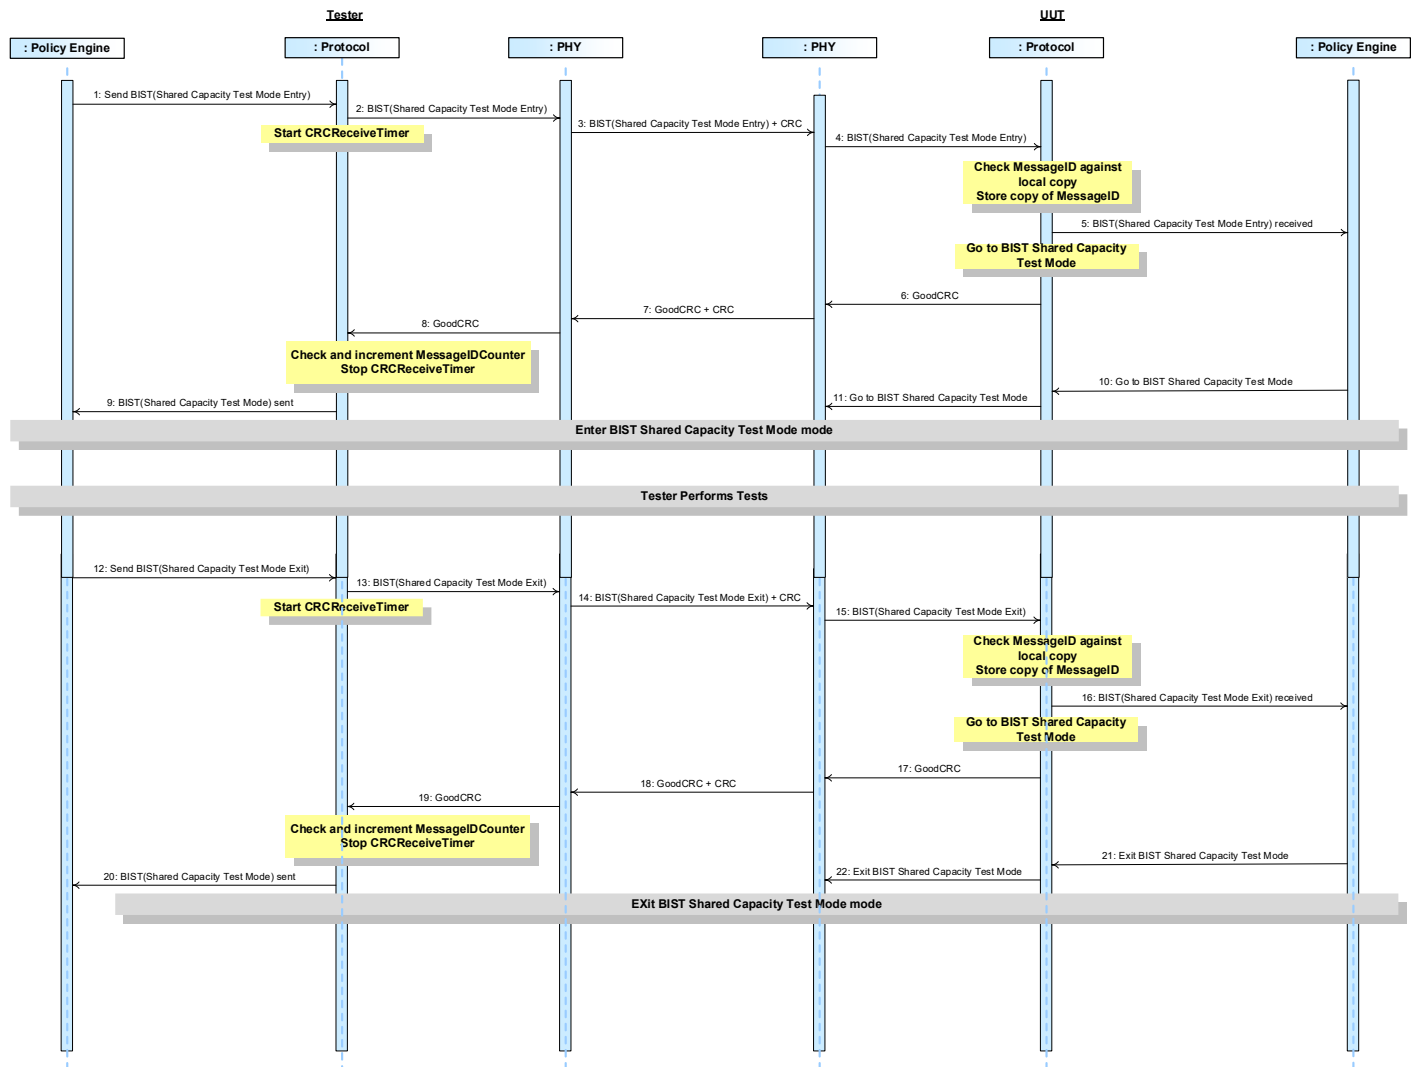 Tester
UUT
: Policy Engine
: Protocol
: PHY
: PHY
: Protocol
: Policy Engine
1: Send BIST(Shared Capacity Test Mode Entry)
2: BIST(Shared Capacity Test Mode Entry)
Start CRCReceiveTimer
3: BIST(Shared Capacity Test Mode Entry) + CRC
4: BIST(Shared Capacity Test Mode Entry)
Check MessageID against
local copy
Store copy of MessageID
5: BIST(Shared Capacity Test Mode Entry) received
Go to BIST Shared Capacity
Test Mode
6: GoodCRC
7: GoodCRC + CRC
8: GoodCRC
Check and increment MessageIDCounter
Stop CRCReceiveTimer
10: Go to BIST Shared Capacity Test Mode
11: Go to BIST Shared Capacity Test Mode
9: BIST(Shared Capacity Test Mode) sent
Enter BIST Shared Capacity Test Mode mode
Tester Performs Tests
12: Send BIST(Shared Capacity Test Mode Exit)
13: BIST(Shared Capacity Test Mode Exit)
Start CRCReceiveTimer
14: BIST(Shared Capacity Test Mode Exit) + CRC
15: BIST(Shared Capacity Test Mode Exit)
Check MessageID against
local copy
Store copy of MessageID
16: BIST(Shared Capacity Test Mode Exit) received
Go to BIST Shared Capacity
Test Mode
17: GoodCRC
18: GoodCRC + CRC
19: GoodCRC
Check and increment MessageIDCounter
Stop CRCReceiveTimer
21: Exit BIST Shared Capacity Test Mode
22: Exit BIST Shared Capacity Test Mode
20: BIST(Shared Capacity Test Mode) sent
EXit BIST Shared Capacity Test Mode mode